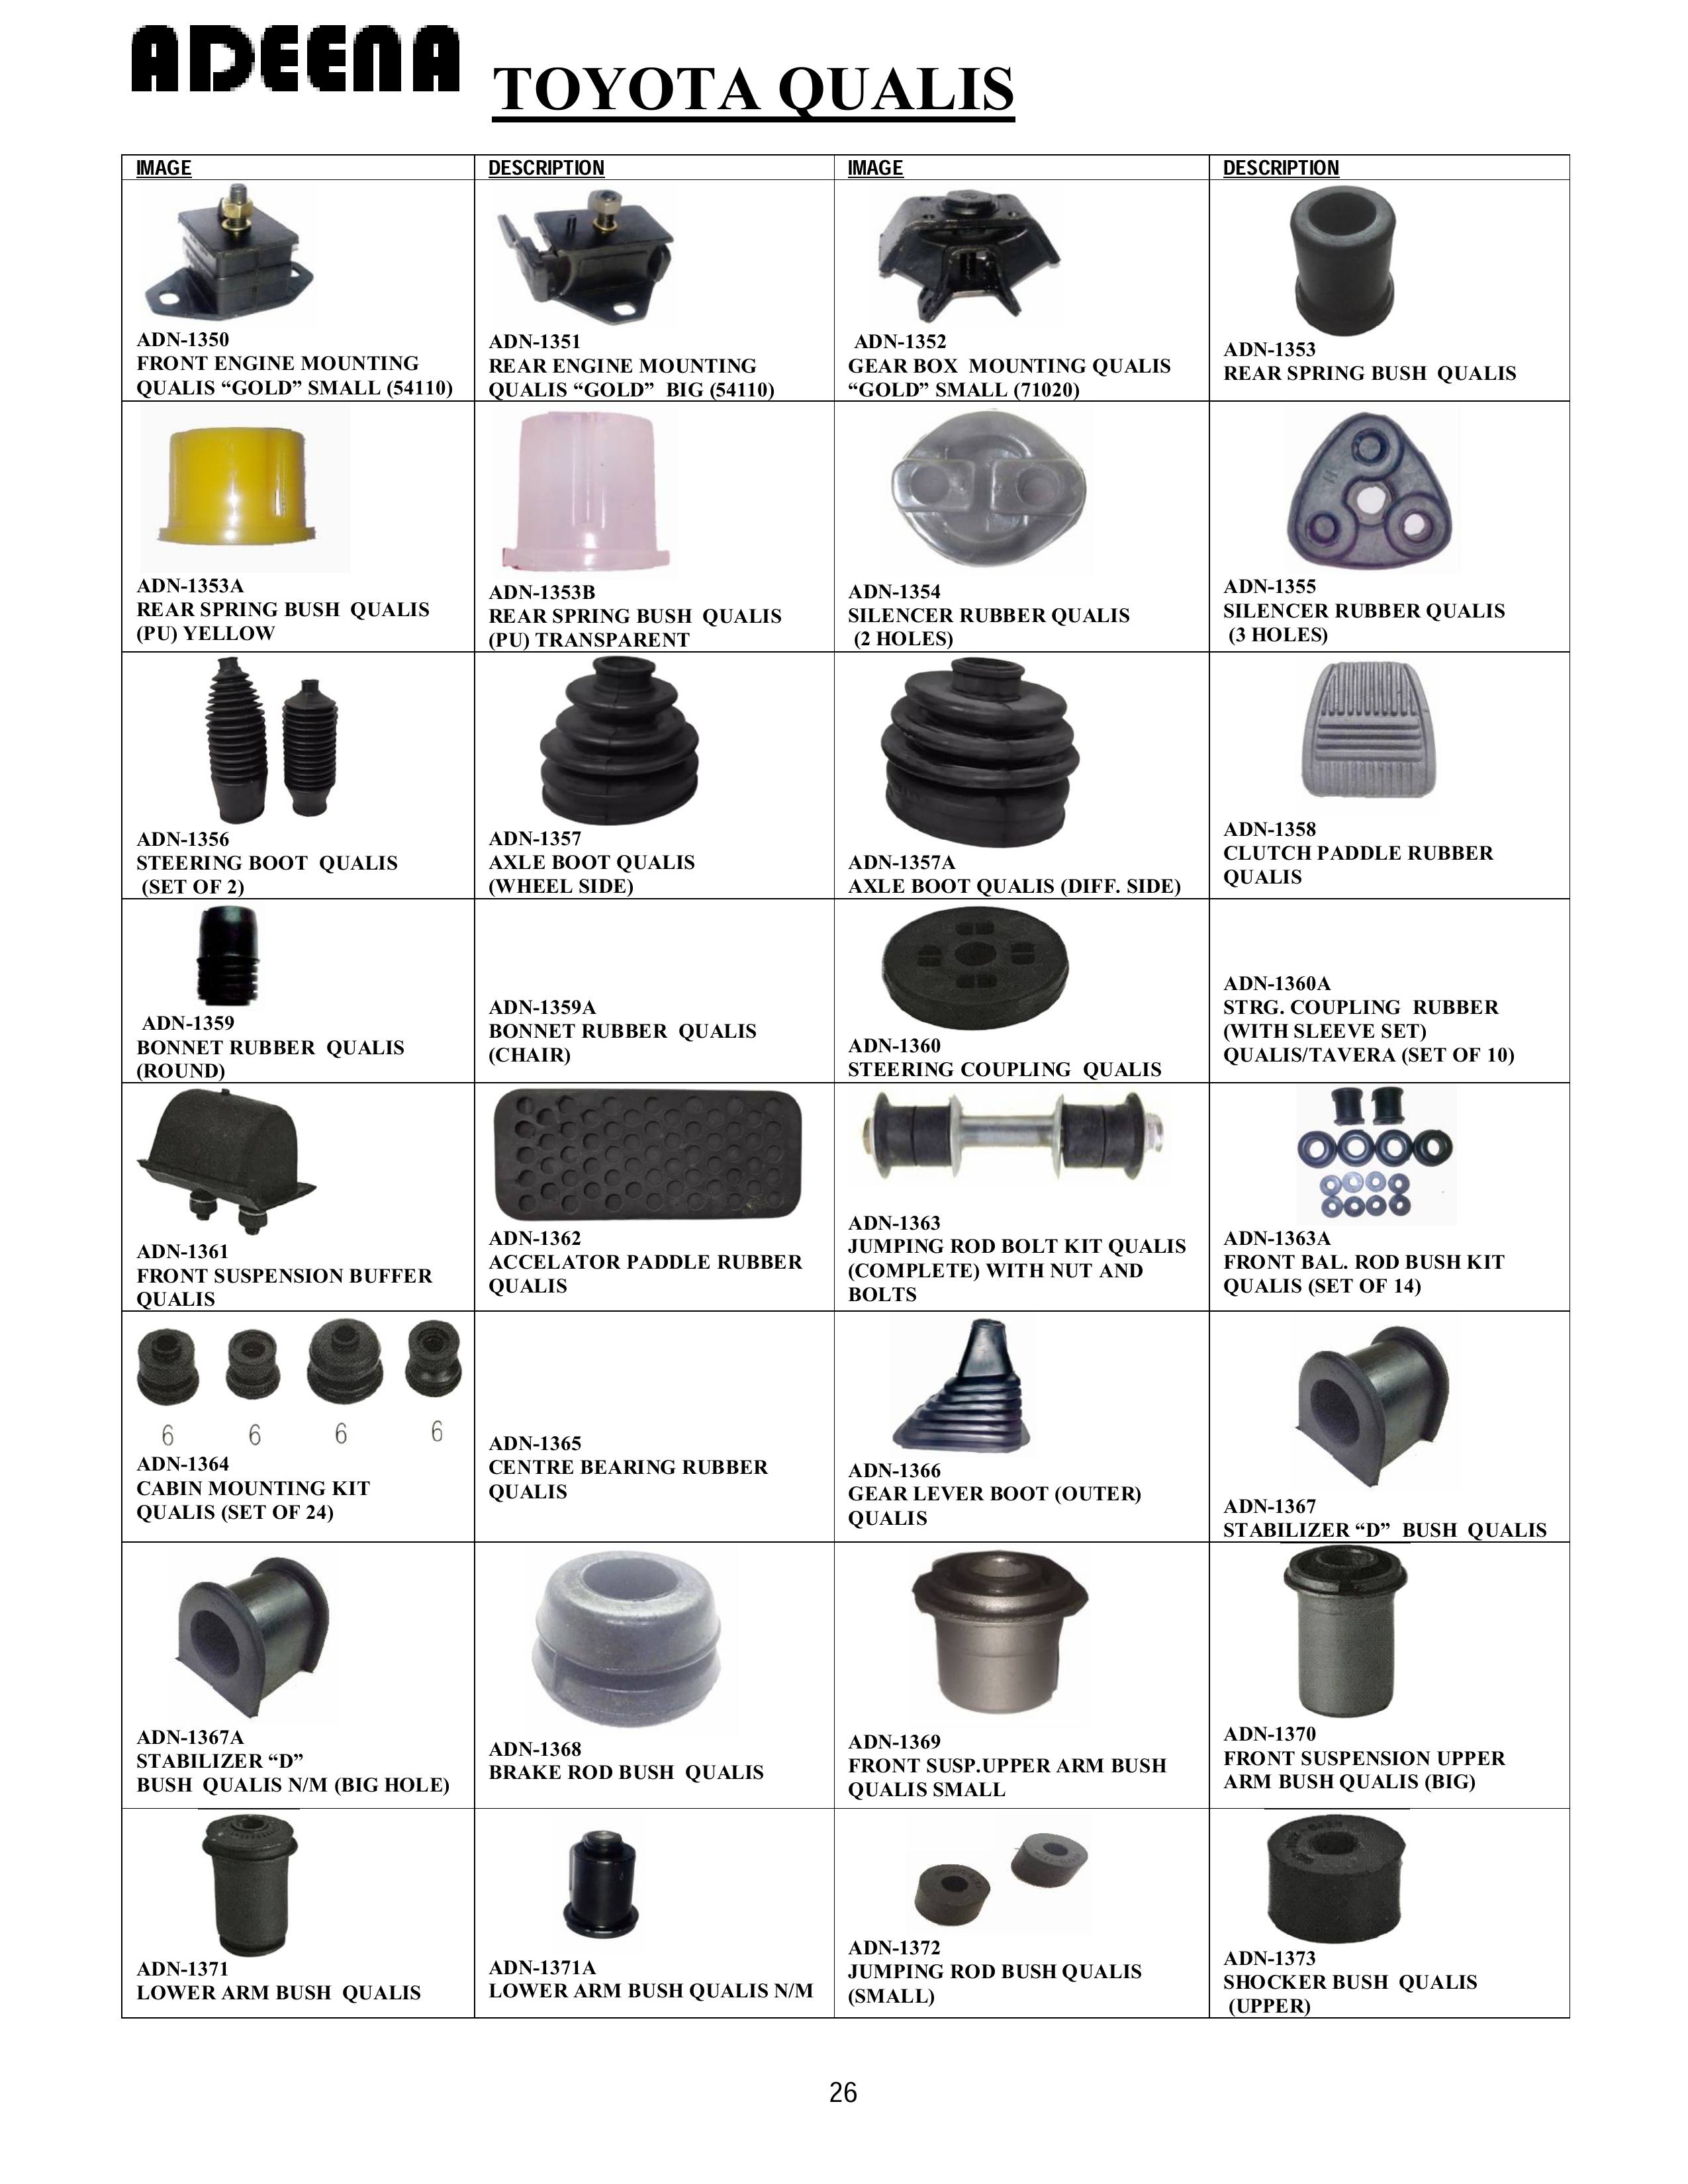 ADEENA
TOYOTA QUALIS
IMAGE
DESCRIPTION
IMAGE
DESCRIPTION
ADN-1350
FRONT ENGINE MOUNTING
QUALIS “GOLD” SMALL (54110)
ADN-1351
REAR ENGINE MOUNTING
QUALIS “GOLD” BIG (54110)
ADN-1352
GEAR BOX MOUNTING QUALIS
“GOLD” SMALL (71020)
ADN-1353
REAR SPRING BUSH QUALIS
ADN-1353A
REAR SPRING BUSH QUALIS
(PU) YELLOW
ADN-1353B
REAR SPRING BUSH QUALIS
(PU) TRANSPARENT
ADN-1354
SILENCER RUBBER QUALIS
(2 HOLES)
ADN-1355
SILENCER RUBBER QUALIS
(3 HOLES)
ADN-1356
STEERING BOOT QUALIS
(SET OF 2)
ADN-1357
AXLE BOOT QUALIS
(WHEEL SIDE)
ADN-1357A
AXLE BOOT QUALIS (DIFF. SIDE)
ADN-1358
CLUTCH PADDLE RUBBER
QUALIS
ADN-1359
BONNET RUBBER QUALIS
(ROUND)
ADN-1359A
BONNET RUBBER QUALIS
(CHAIR)
ADN-1360
STEERING COUPLING QUALIS
ADN-1360A
STRG. COUPLING RUBBER
(WITH SLEEVE SET)
QUALIS/TAVERA (SET OF 10)
ADN-1361
FRONT SUSPENSION BUFFER
QUALIS
ADN-1362
ACCELATOR PADDLE RUBBER
QUALIS
ADN-1363
JUMPING ROD BOLT KIT QUALIS
(COMPLETE) WITH NUT AND
BOLTS
ADN-1363A
FRONT BAL. ROD BUSH KIT
QUALIS (SET OF 14)
6 6 6 6
ADN-1364
CABIN MOUNTING KIT
QUALIS (SET OF 24)
ADN-1365
CENTRE BEARING RUBBER
QUALIS
ADN-1366
GEAR LEVER BOOT (OUTER)
QUALIS
ADN-1367
STABILIZER “D” BUSH QUALIS
ADN-1367A
STABILIZER “D”
BUSH QUALIS N/M (BIG HOLE)
ADN-1368
BRAKE ROD BUSH QUALIS
ADN-1369
FRONT SUSP.UPPER ARM BUSH
QUALIS SMALL
ADN-1370
FRONT SUSPENSION UPPER
ARM BUSH QUALIS (BIG)
ADN-1371
LOWER ARM BUSH QUALIS
ADN-1371A
LOWER ARM BUSH QUALIS N/M
ADN-1372
JUMPING ROD BUSH QUALIS
(SMALL)
ADN-1373
SHOCKER BUSH QUALIS
(UPPER)
26